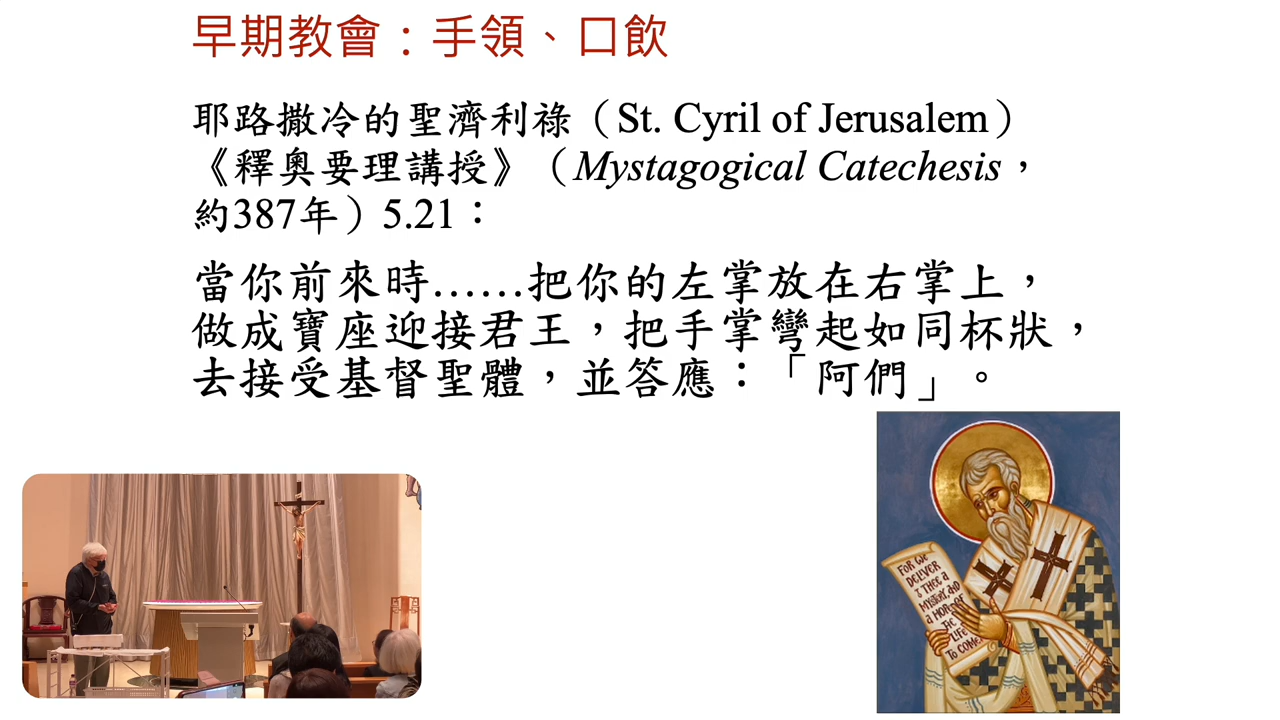 早期教會：手領、口飲
耶路撒冷的聖濟利祿（St. Cyril of Jerusalem）
《釋奧要理講授》（Mystagogical Catechesis，
約387年）5.21：
當你前來時……把你的左掌放在右掌上，
做成寶座迎接君王，把手掌彎起如同杯狀，
去接受基督聖體，並答應：「阿們」。
FOR WE
DELIVER
T THEE A
MYSTERY, AND
A HOPE OF
THE
LIFE
TO COME